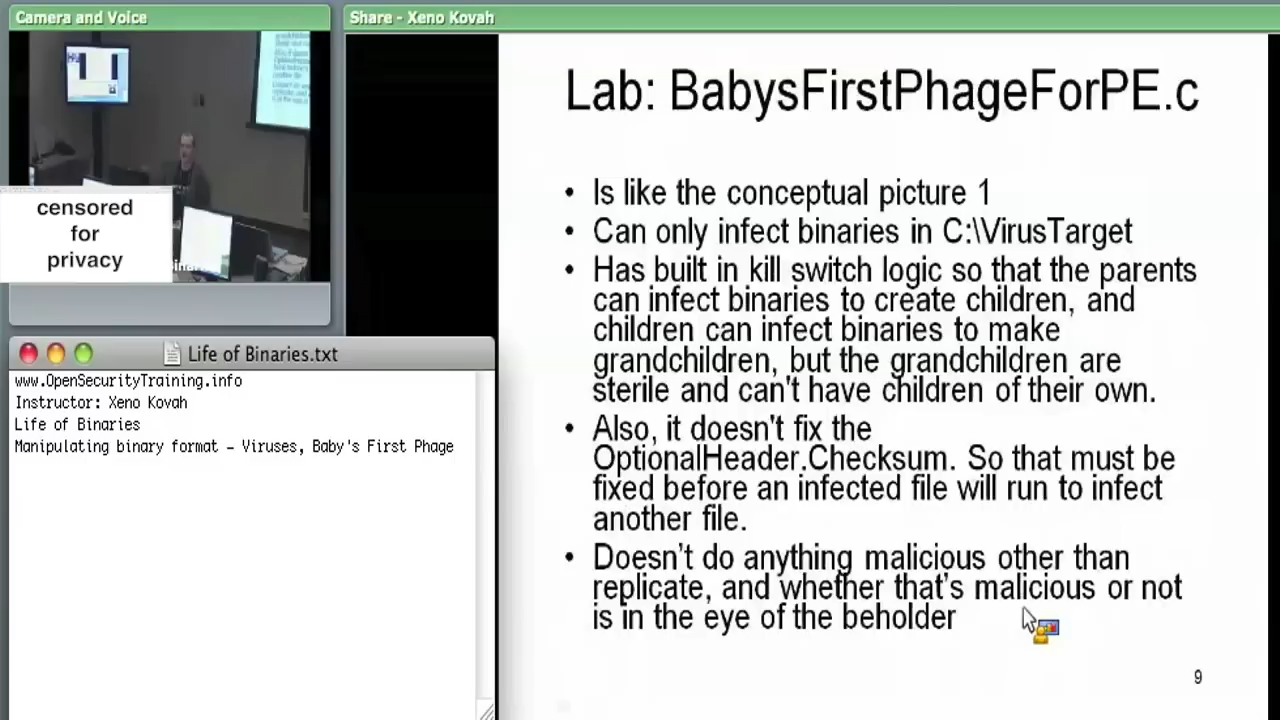 Camera and Voice
Share - Xeno Kovah
censored
for
privacy
Life of Binaries.txt
www.OpenSecurityTraining.info
Instructor: Xeno Kovah
Life of Binaries
Manipulating binary format – Viruses, Baby's First Phage
Lab: BabysFirstPhageForPE.c
• Is like the conceptual picture 1
• Can only infect binaries in C:\VirusTarget
• Has built in kill switch logic so that the parents
can infect binaries to create children, and
children can infect binaries to make
grandchildren, but the grandchildren are
sterile and can't have children of their own.
• Also, it doesn't fix the
OptionalHeader.Checksum. So that must be
fixed before an infected file will run to infect
another file.
• Doesn't do anything malicious other than
replicate, and whether that's malicious or not
is in the eye of the beholder
9